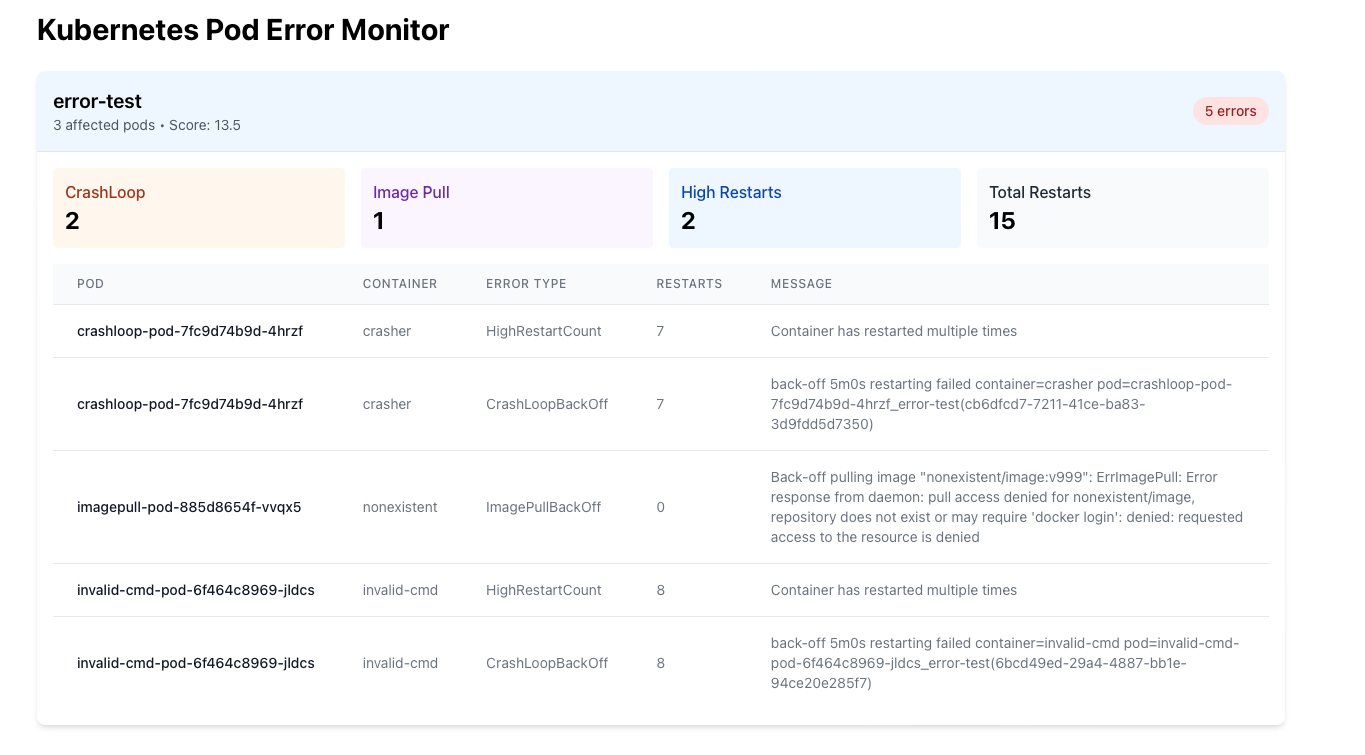 Kubernetes Pod Error Monitor
error-test
3 affected pods • Score: 13.5
5 errors
CrashLoop
2
Image Pull
1
High Restarts
2
Total Restarts
15
POD CONTAINER ERROR TYPE RESTARTS MESSAGE
crashloop-pod-7fc9d74b9d-4hrzf crasher HighRestartCount 7 Container has restarted multiple times
crashloop-pod-7fc9d74b9d-4hrzf crasher CrashLoopBackOff 7 back-off 5m0s restarting failed container=crasher pod=crashloop-pod-
7fc9d74b9d-4hrzf_error-test(cb6dfcd7-7211-41ce-ba83-
3d9fdd5d7350)
imagepull-pod-885d8654f-vvqx5 nonexistent ImagePullBackOff 0 Back-off pulling image "nonexistent/image:v999": ErrImagePull: Error
response from daemon: pull access denied for nonexistent/image,
repository does not exist or may require 'docker login': denied: requested
access to the resource is denied
invalid-cmd-pod-6f464c8969-jldcs invalid-cmd HighRestartCount 8 Container has restarted multiple times
invalid-cmd-pod-6f464c8969-jldcs invalid-cmd CrashLoopBackOff 8 back-off 5m0s restarting failed container=invalid-cmd pod=invalid-cmd-
pod-6f464c8969-jldcs_error-test(6bcd49ed-29a4-4887-bb1e-
94ce20e285f7)